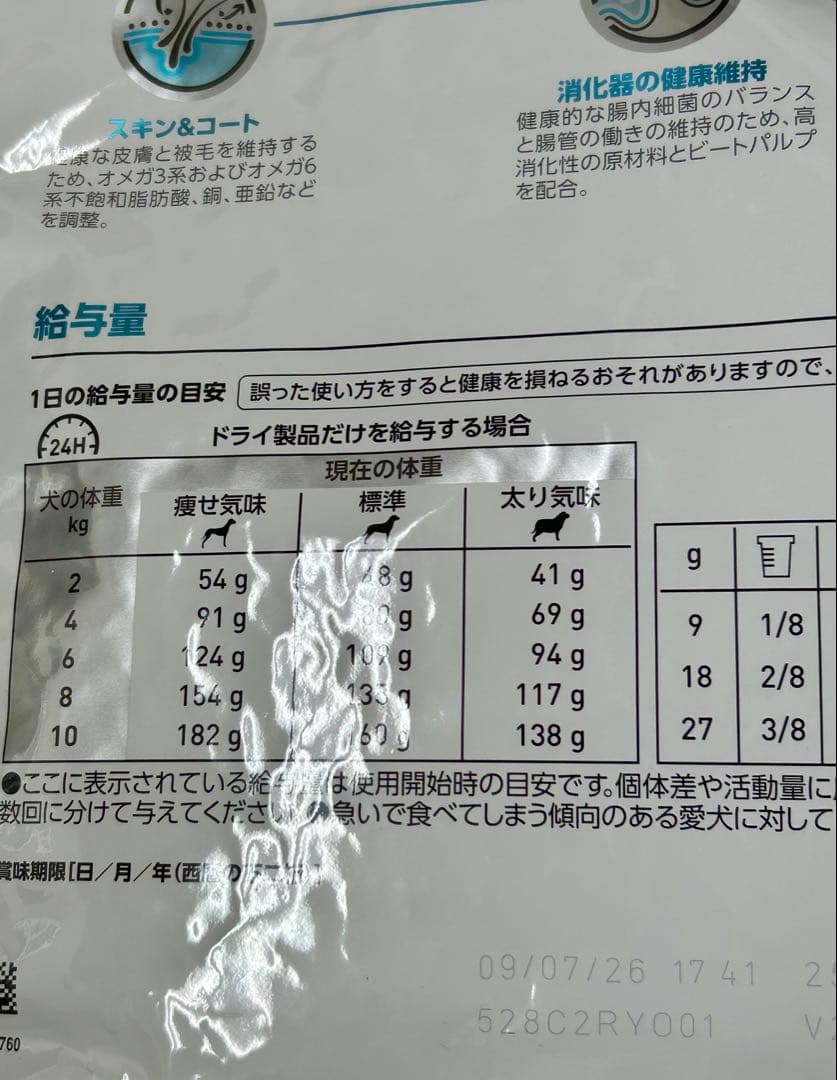 スキン&コート
健康な皮膚と被毛を維持する
ため、オメガ3系およびオメガ6
系不飽和脂肪酸、銅、亜鉛など
を調整。
消化器の健康維持
健康的な腸内細菌のバランス
と腸管の働きの維持のため、高
消化性の原材料とビートパルプ
を配合。
給与量
1日の給与量の目安 誤った使い方をすると健康を損ねるおそれがありますので、
24H
ドライ製品だけを給与する場合
現在の体重
犬の体重 kg 痩せ気味 標準 太り気味
2 54 g 48 g 41 g
4 91 g g 69 g
6 124 g 109 g 94 g
8 154 g 135 g 117 g
10 182 g 160 g 138 g
g
9 1/8
18 2/8
27 3/8
●ここに表示されている給与量は使用開始時の目安です。個体差や活動量に
数回に分けて与えてください ●急いで食べてしまう傾向のある愛犬に対して
賞味期限[日/月/年(西暦の
09/07/26 17 41 2
528C2RY001 V
760